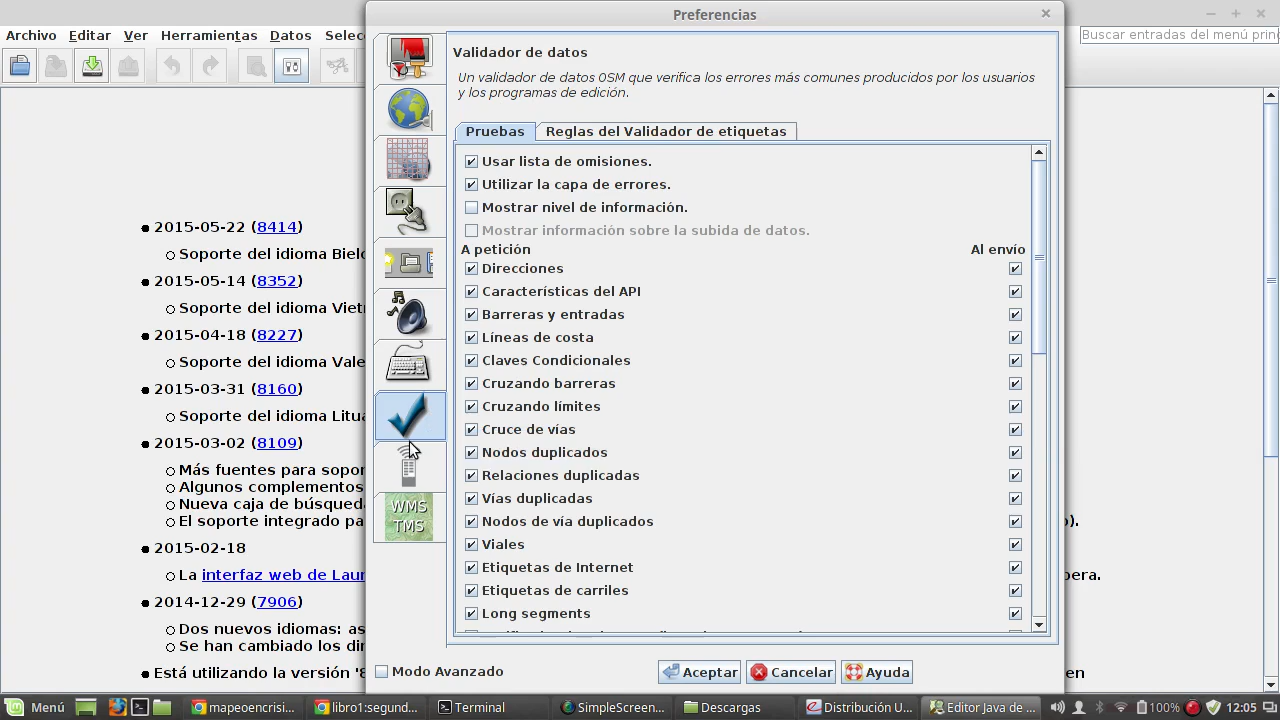 Preferencias
Archivo Editar Ver Herramientas Datos Selec
Buscar entradas del menú prin
Validador de datos
Un validador de datos OSM que verifica los errores más comunes producidos por los usuarios
y los programas de edición.
Pruebas Reglas del Validador de etiquetas
Usar lista de omisiones.
Utilizar la capa de errores.
Mostrar nivel de información.
Mostrar información sobre la subida de datos.
A petición Al envío
Direcciones
Características del API
Barreras y entradas
Líneas de costa
Claves Condicionales
Cruzando barreras
Cruzando límites
Cruce de vías
Nodos duplicados
Relaciones duplicadas
Vías duplicadas
Nodos de vía duplicados
Viales
Etiquetas de Internet
Etiquetas de carriles
Long segments
WMS
TMS
2015-05-22 (8414)
Soporte del idioma Bielo
2015-05-14 (8352)
Soporte del idioma Vietn
2015-04-18 (8227)
Soporte del idioma Vale
2015-03-31 (8160)
Soporte del idioma Litua
2015-03-02 (8109)
Más fuentes para sopor
Algunos complementos
Nueva caja de búsqued
El soporte integrado pa o).
2015-02-18
La interfaz web de Laun pera.
2014-12-29 (7906)
Dos nuevos idiomas: as
Se han cambiado los dir
Está utilizando la versión '8 en
Modo Avanzado
Aceptar Cancelar Ayuda
Menú mapeoencrisi... libro1:segund... Terminal SimpleScreen... Descargas Distribución U... Editor Java de ... 100% 12:05